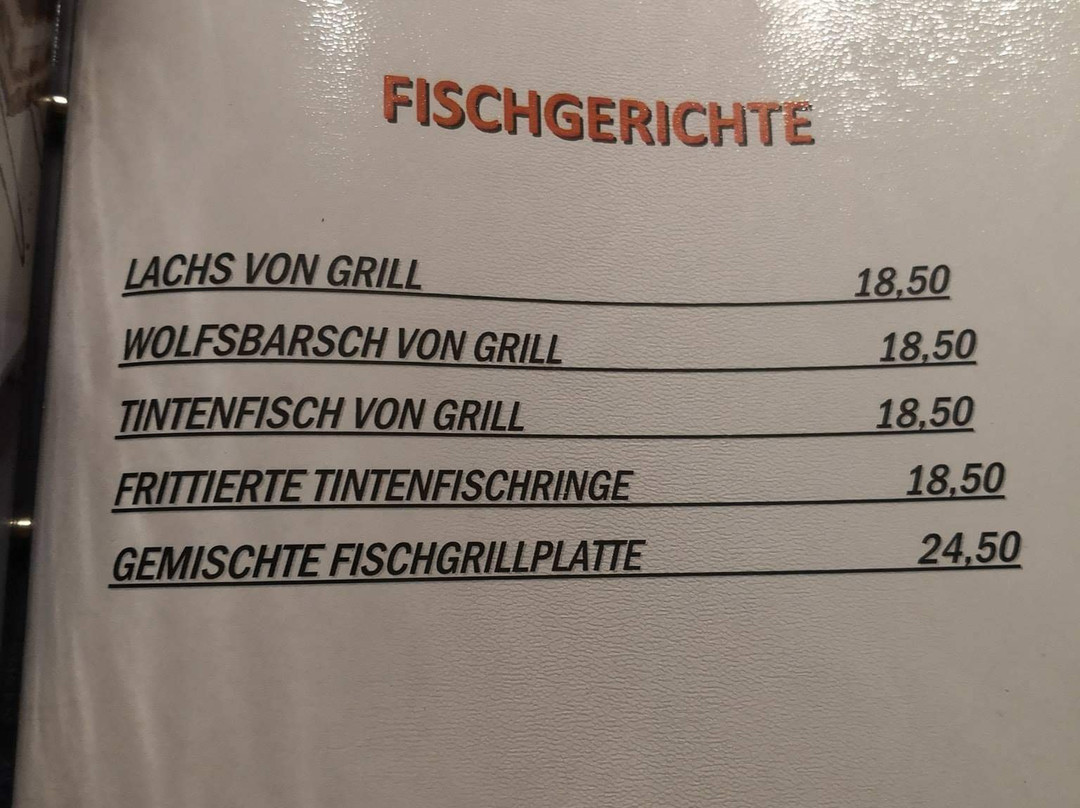 FISCHGERICHTE
LACHS VON GRILL 18,50
WOLFSBARSCH VON GRILL 18,50
TINTENFISCH VON GRILL 18,50
FRITTIERTE TINTENFISCHRINGE 18,50
GEMISCHTE FISCHGRILLPLATTE 24,50